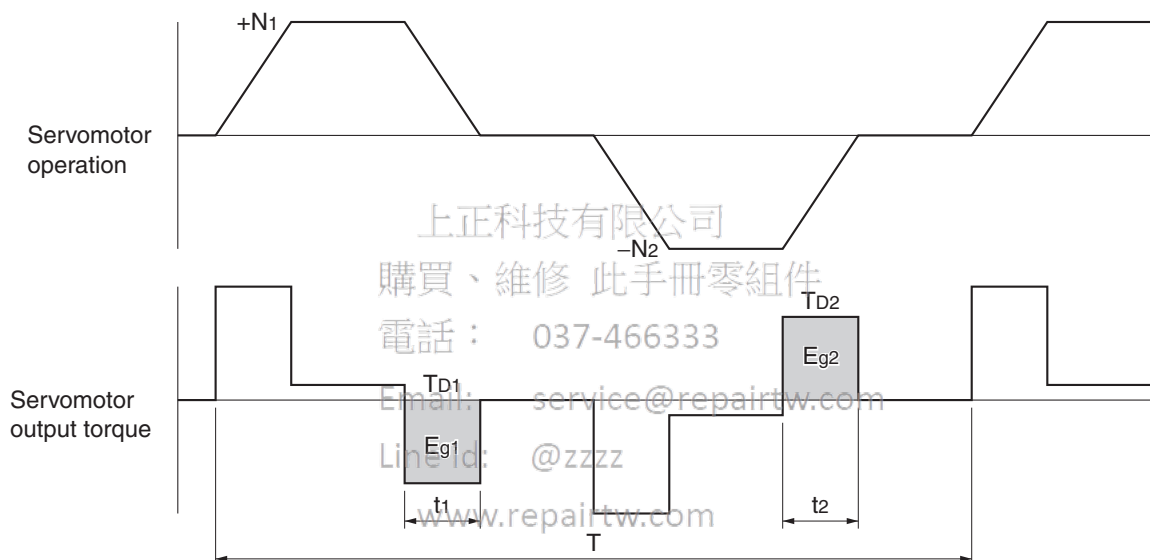 +N1
Servomotor
operation
上正科技有限公司
–N2
購買、維修 此手冊零組件
TD2
電話： 037-466333
Eg2
TD1
Servomotor
output torque
Email: service@repairtw.com
Eg1
Line id: @zzzz
t1
t2
www.repairtw.com
T